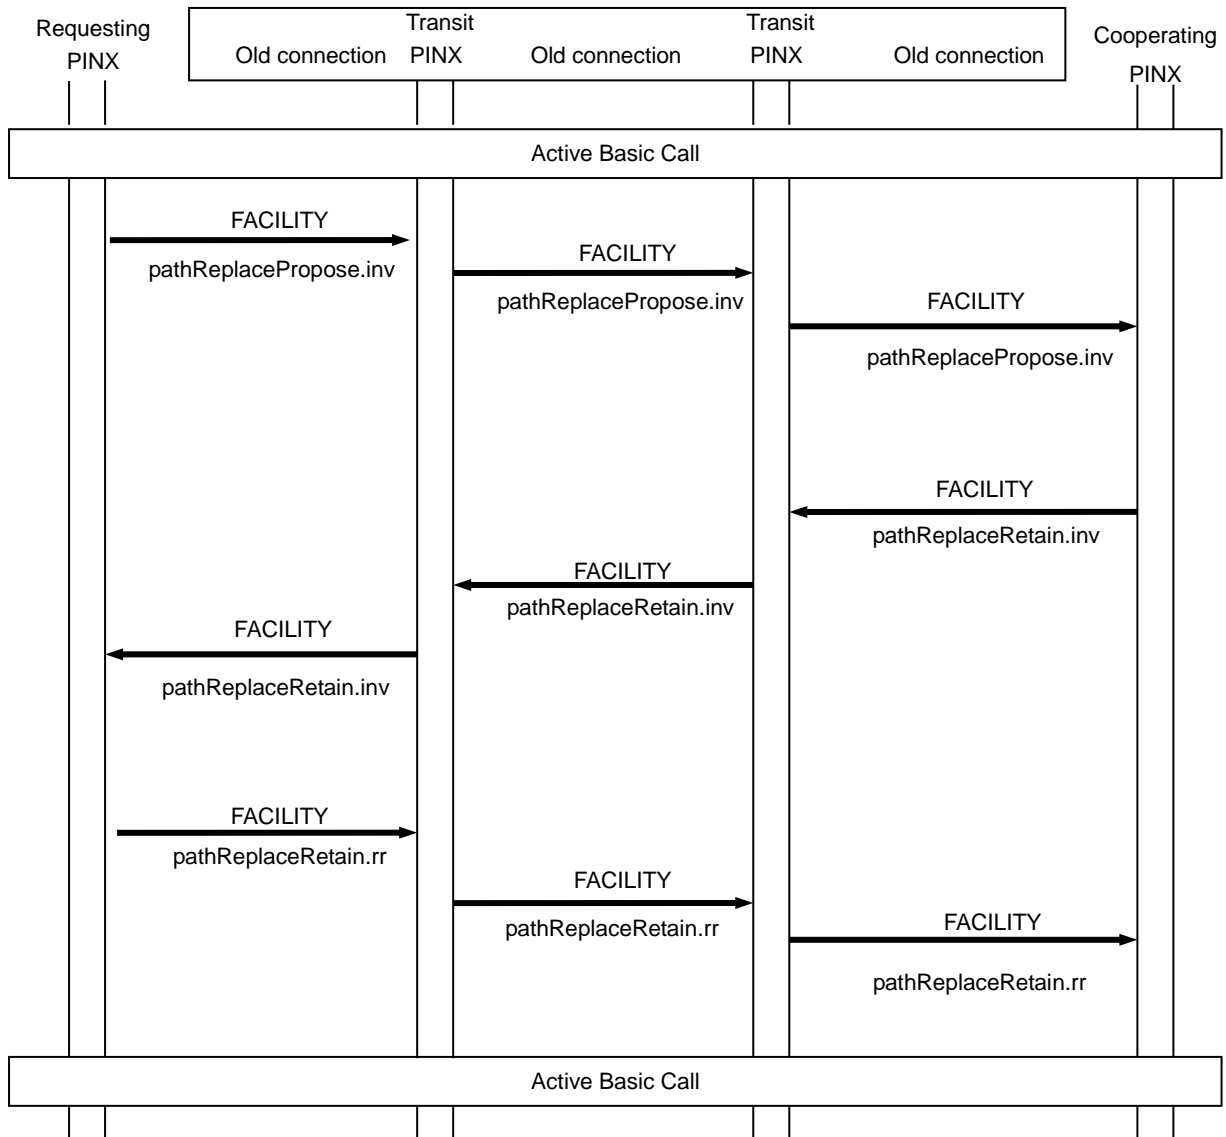 Requesting
PINX
Transit
Transit
Old connection PINX Old connection PINX Old connection
Cooperating
PINX
Active Basic Call
FACILITY
pathReplacePropose.inv
FACILITY
pathReplacePropose.inv
FACILITY
pathReplacePropose.inv
FACILITY
pathReplaceRetain.inv
FACILITY
pathReplaceRetain.inv
FACILITY
pathReplaceRetain.inv
FACILITY
pathReplaceRetain.rr
FACILITY
pathReplaceRetain.rr
FACILITY
pathReplaceRetain.rr
Active Basic Call